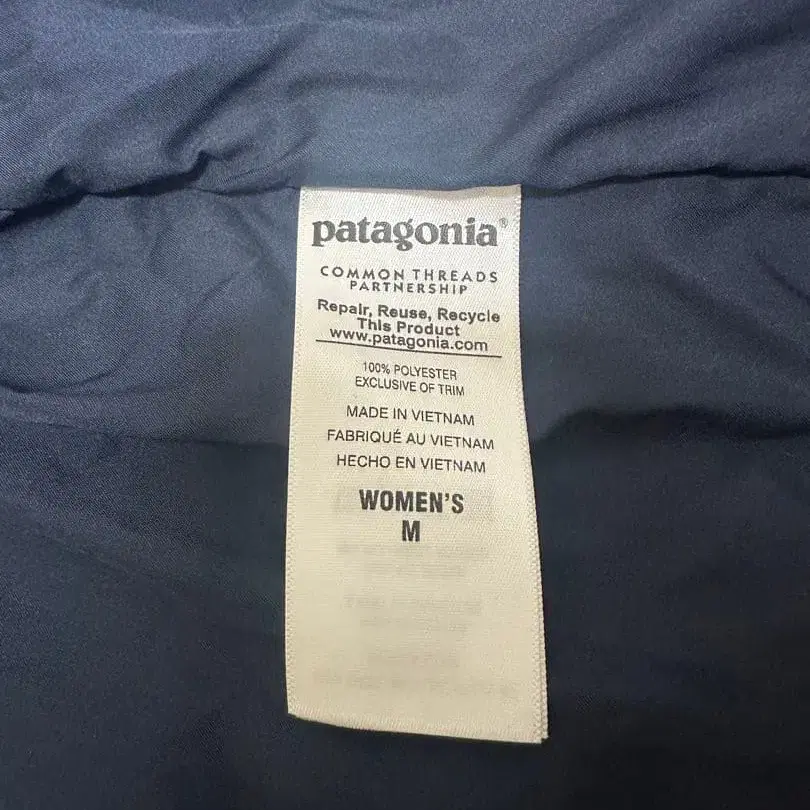 patagonia®
COMMON THREADS
PARTNERSHIP
Repair, Reuse, Recycle
This Product
www.patagonia.com
100% POLYESTER
EXCLUSIVE OF TRIM
MADE IN VIETNAM
FABRIQUÉ AU VIETNAM
HECHO EN VIETNAM
WOMEN'S
M